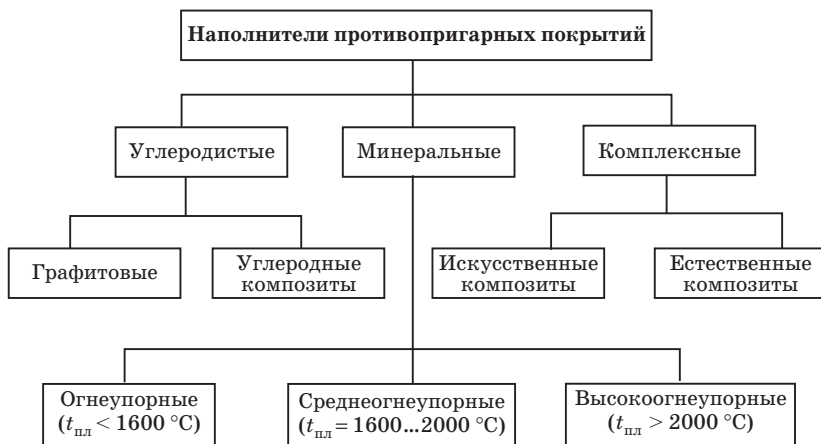 Наполнители противопригарных покрытий
Углеродистые
Минеральные
Комплексные
Графитовые
Углеродные
композиты
Искусственные
композиты
Естественные
композиты
Огнеупорные
(tпл < 1600 °C)
Среднеогнеупорные
(tпл = 1600...2000 °C)
Высокоогнеупорные
(tпл > 2000 °C)